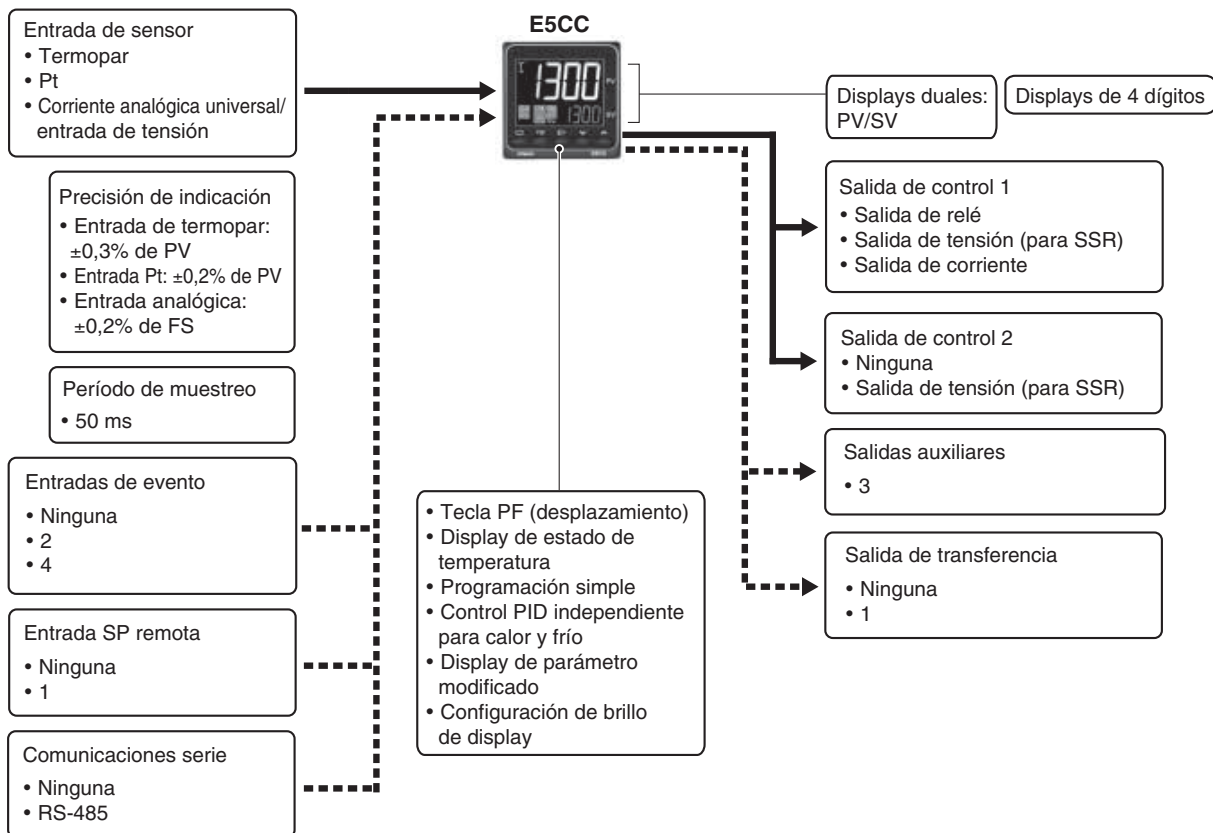 E5CC
Entrada de sensor
• Termopar
• Pt
• Corriente analógica universal/
entrada de tensión
Precisión de indicación
• Entrada de termopar:
±0,3% de PV
• Entrada Pt: ±0,2% de PV
• Entrada analógica:
±0,2% de FS
Período de muestreo
• 50 ms
Entradas de evento
• Ninguna
• 2
• 4
Entrada SP remota
• Ninguna
• 1
Comunicaciones serie
• Ninguna
• RS-485
1300
PV
1300
SV
• Tecla PF (desplazamiento)
• Display de estado de
temperatura
• Programación simple
• Control PID independiente
para calor y frío
• Display de parámetro
modificado
• Configuración de brillo
de display
Displays duales:
PV/SV
Displays de 4 dígitos
Salida de control 1
• Salida de relé
• Salida de tensión (para SSR)
• Salida de corriente
Salida de control 2
• Ninguna
• Salida de tensión (para SSR)
Salidas auxiliares
• 3
Salida de transferencia
• Ninguna
• 1